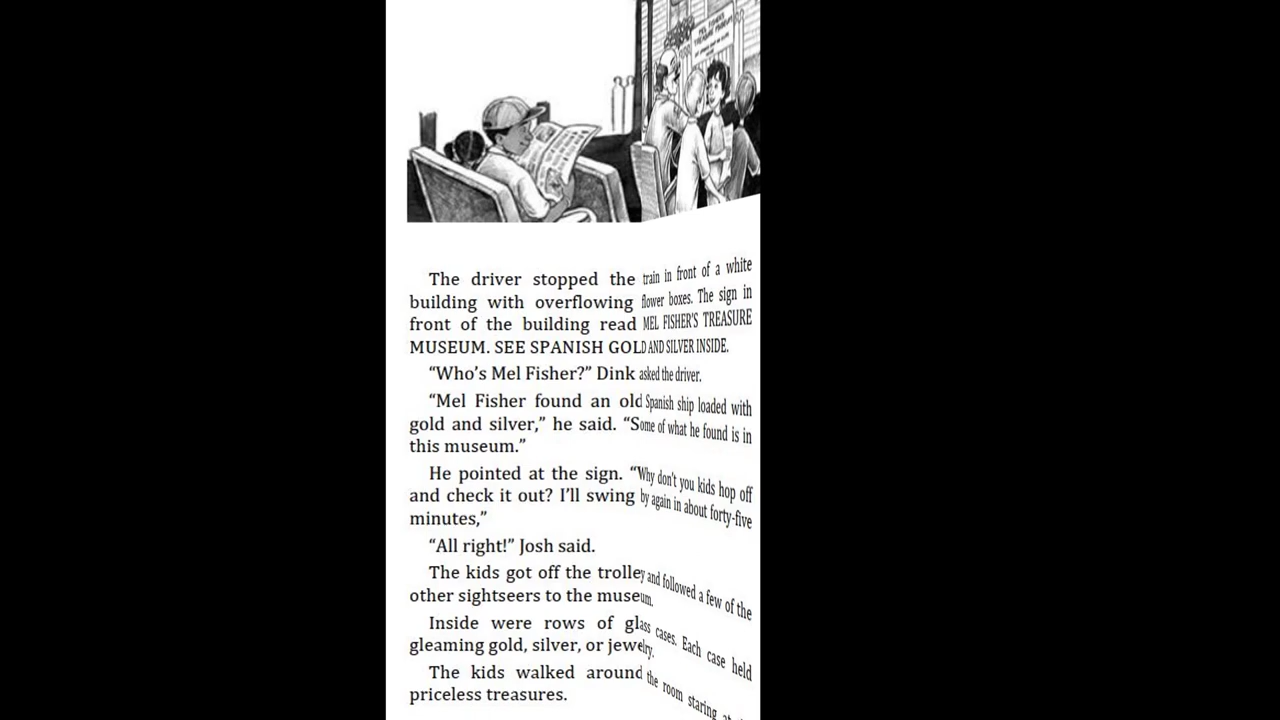 MEL FISHER'S
TREASURE MUSEUM
The driver stopped the train in front of a white
building with overflowing flower boxes. The sign in
front of the building read MEL FISHER'S TREASURE
MUSEUM. SEE SPANISH GOLD AND SILVER INSIDE.
“Who's Mel Fisher?” Dink asked the driver.
“Mel Fisher found an old Spanish ship loaded with
gold and silver,” he said. “Some of what he found is in
this museum.”
He pointed at the sign. “Why don't you kids hop off
and check it out? I'll swing by again in about forty-five
minutes,”
“All right!” Josh said.
The kids got off the trolley and followed a few of the
other sightseers to the museum.
Inside were rows of glass cases. Each case held
gleaming gold, silver, or jewelry.
The kids walked around the room staring
priceless treasures.